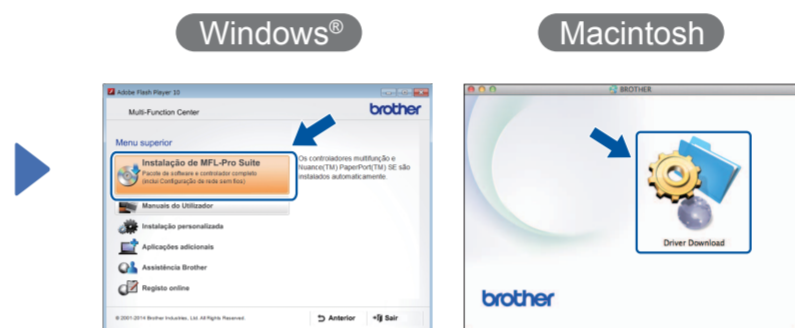 Windows®
Macintosh
Adobe Flash Player 10
Multi-Function Center
brother
Menu superior
Instalação de MFL-Pro Suite
Pacote de software e controlador completo
(inclui Configuração da rede sem fios)
Os controladores multifunção e
Nuance(TM) PaperPort(TM) SE são
instalados automaticamente.
Manuais do Utilizador
Instalação personalizada
Aplicações adicionais
Assistência Brother
Registo online
© 2001-2014 Brother Industries, Ltd. All Rights Reserved.
Anterior
Sair
BROTHER
Driver Download
brother